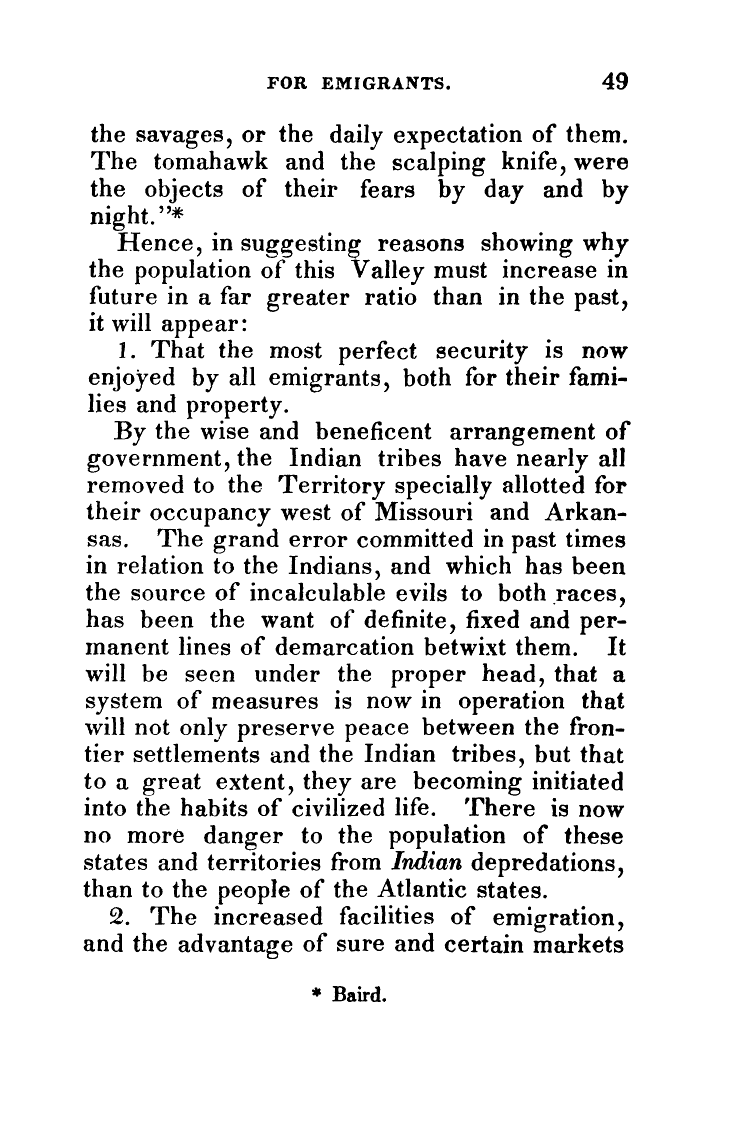 FOR EMIGRANTS. 49
the savages, or the daily expectation of them.
The tomahawk and the scalping knife, were
the objects of their fears by day and by
night."*
Hence, in suggesting reasons showing why
the population of this Valley must increase in
future in a far greater ratio than in the past,
it will appear:
1. That the most perfect security is now
enjoyed by all emigrants, both for their fami-
lies and property.
By the wise and beneficent arrangement of
government, the Indian tribes have nearly all
removed to the Territory specially allotted for
their occupancy west of Missouri and Arkan-
sas. The grand error committed in past times
in relation to the Indians, and which has been
the source of incalculable evils to both races,
has been the want of definite, fixed and per-
manent lines of demarcation betwixt them. It
will be seen under the proper head, that a
system of measures is now in operation that
will not only preserve peace between the fron-
tier settlements and the Indian tribes, but that
to a great extent, they are becoming initiated
into the habits of civilized life. There is now
no more danger to the population of these
states and territories from Indian depredations,
than to the people of the Atlantic states.
2. The increased facilities of emigration,
and the advantage of sure and certain markets
* Baird.